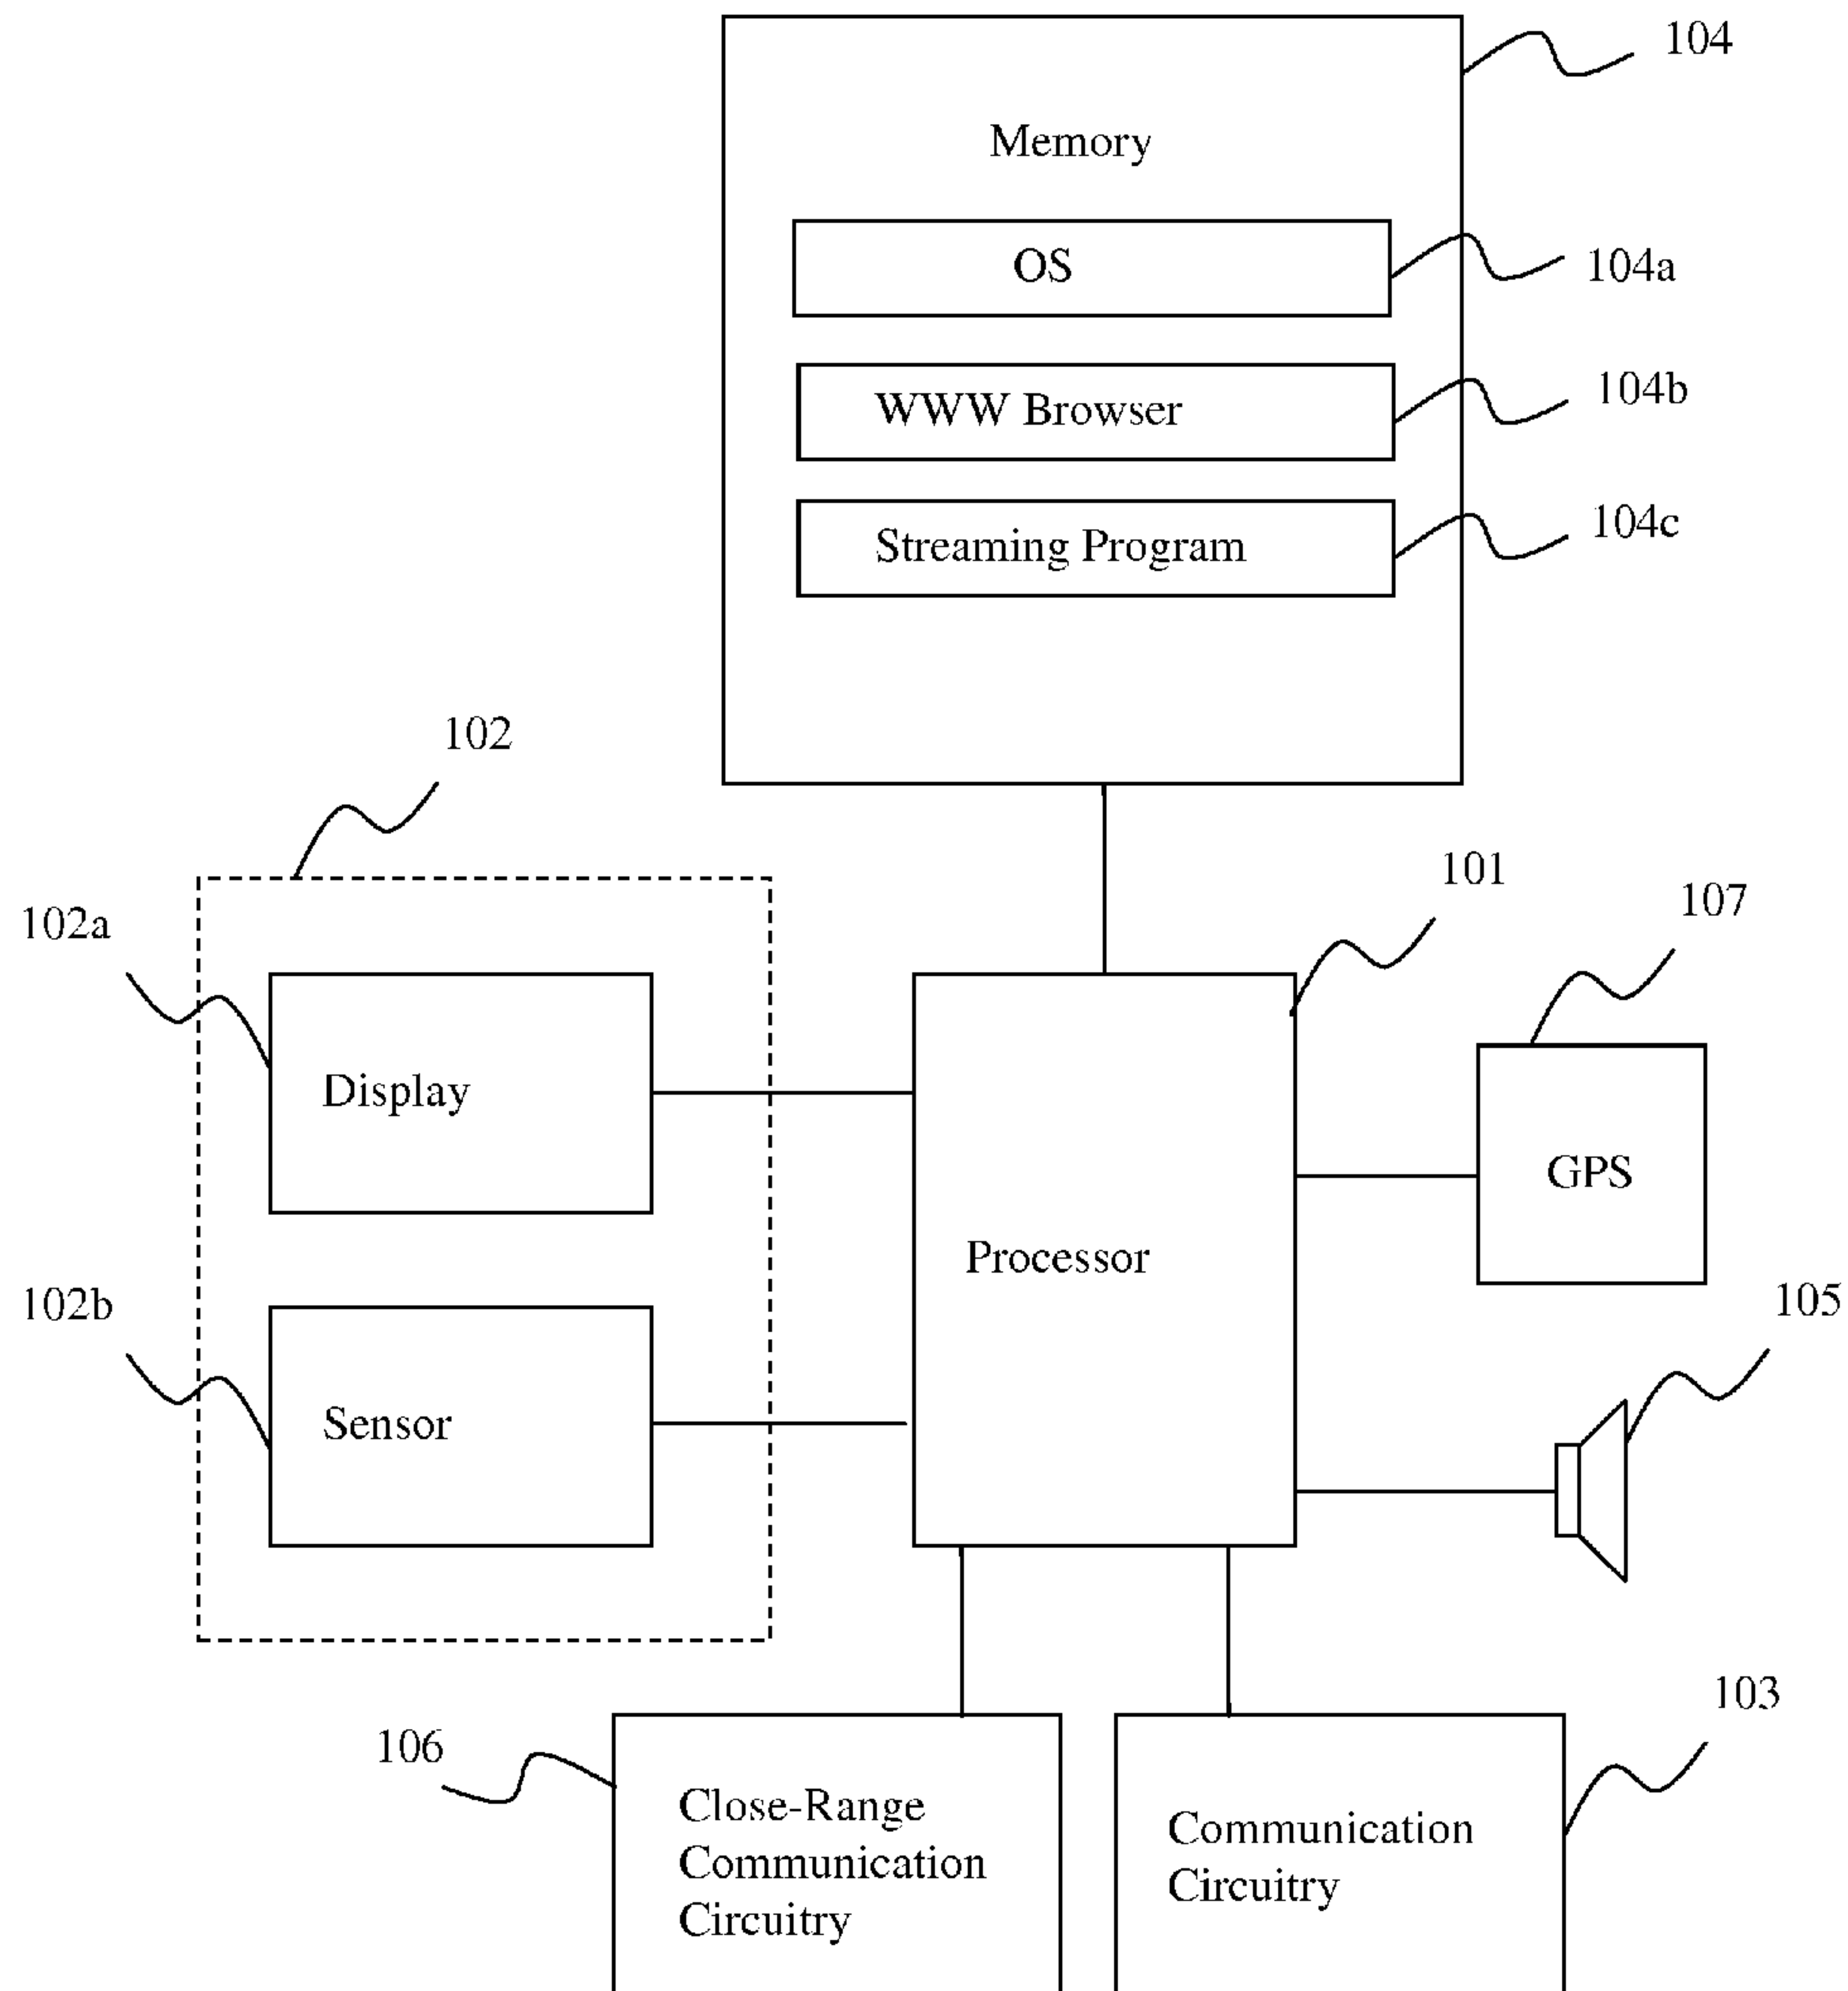 104
Memory
OS
104a
WWW Browser
104b
Streaming Program
104c
102
101
107
102a
Display
GPS
Processor
102b
105
Sensor
103
106
Close-Range
Communication
Circuitry
Communication
Circuitry